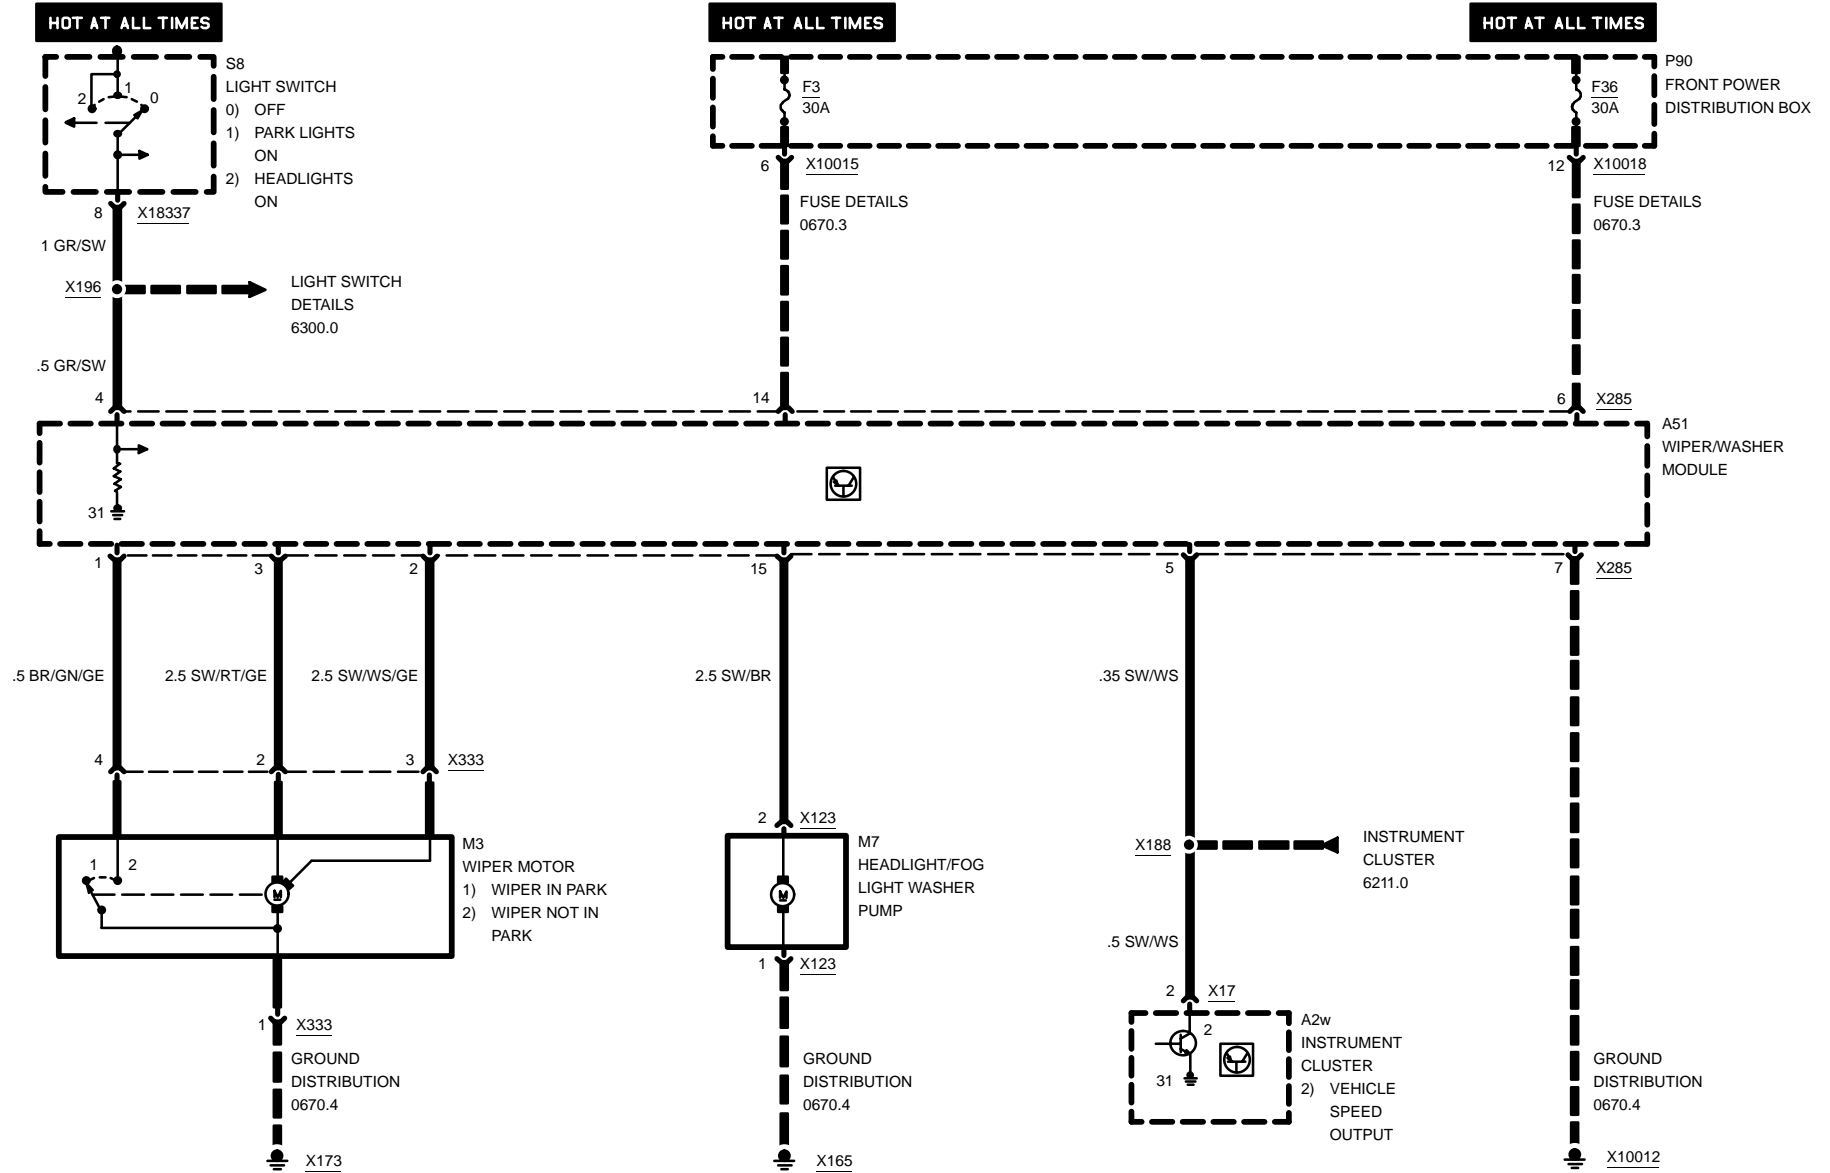 HOT AT ALL TIMES
HOT AT ALL TIMES
HOT AT ALL TIMES
S8
LIGHT SWITCH
0) OFF
1) PARK LIGHTS
ON
2) HEADLIGHTS
ON
2
1
0
F3
30A
F36
30A
P90
FRONT POWER
DISTRIBUTION BOX
8
X18337
6
X10015
12
X10018
FUSE DETAILS
0670.3
FUSE DETAILS
0670.3
1 GR/SW
X196
LIGHT SWITCH
DETAILS
6300.0
.5 GR/SW
4
14
6
X285
A51
WIPER/WASHER
MODULE
31
1
3
2
15
5
7
X285
.5 BR/GN/GE
2.5 SW/RT/GE
2.5 SW/WS/GE
2.5 SW/BR
.35 SW/WS
4
2
3
X333
2
X123
M3
WIPER MOTOR
1) WIPER IN PARK
2) WIPER NOT IN
PARK
1
2
M
M7
HEADLIGHT/FOG
LIGHT WASHER
PUMP
M
X188
INSTRUMENT
CLUSTER
6211.0
.5 SW/WS
1
X123
2
X17
1
X333
GROUND
DISTRIBUTION
0670.4
GROUND
DISTRIBUTION
0670.4
A2w
INSTRUMENT
CLUSTER
2) VEHICLE
SPEED
OUTPUT
2
31
GROUND
DISTRIBUTION
0670.4
X173
X165
X10012